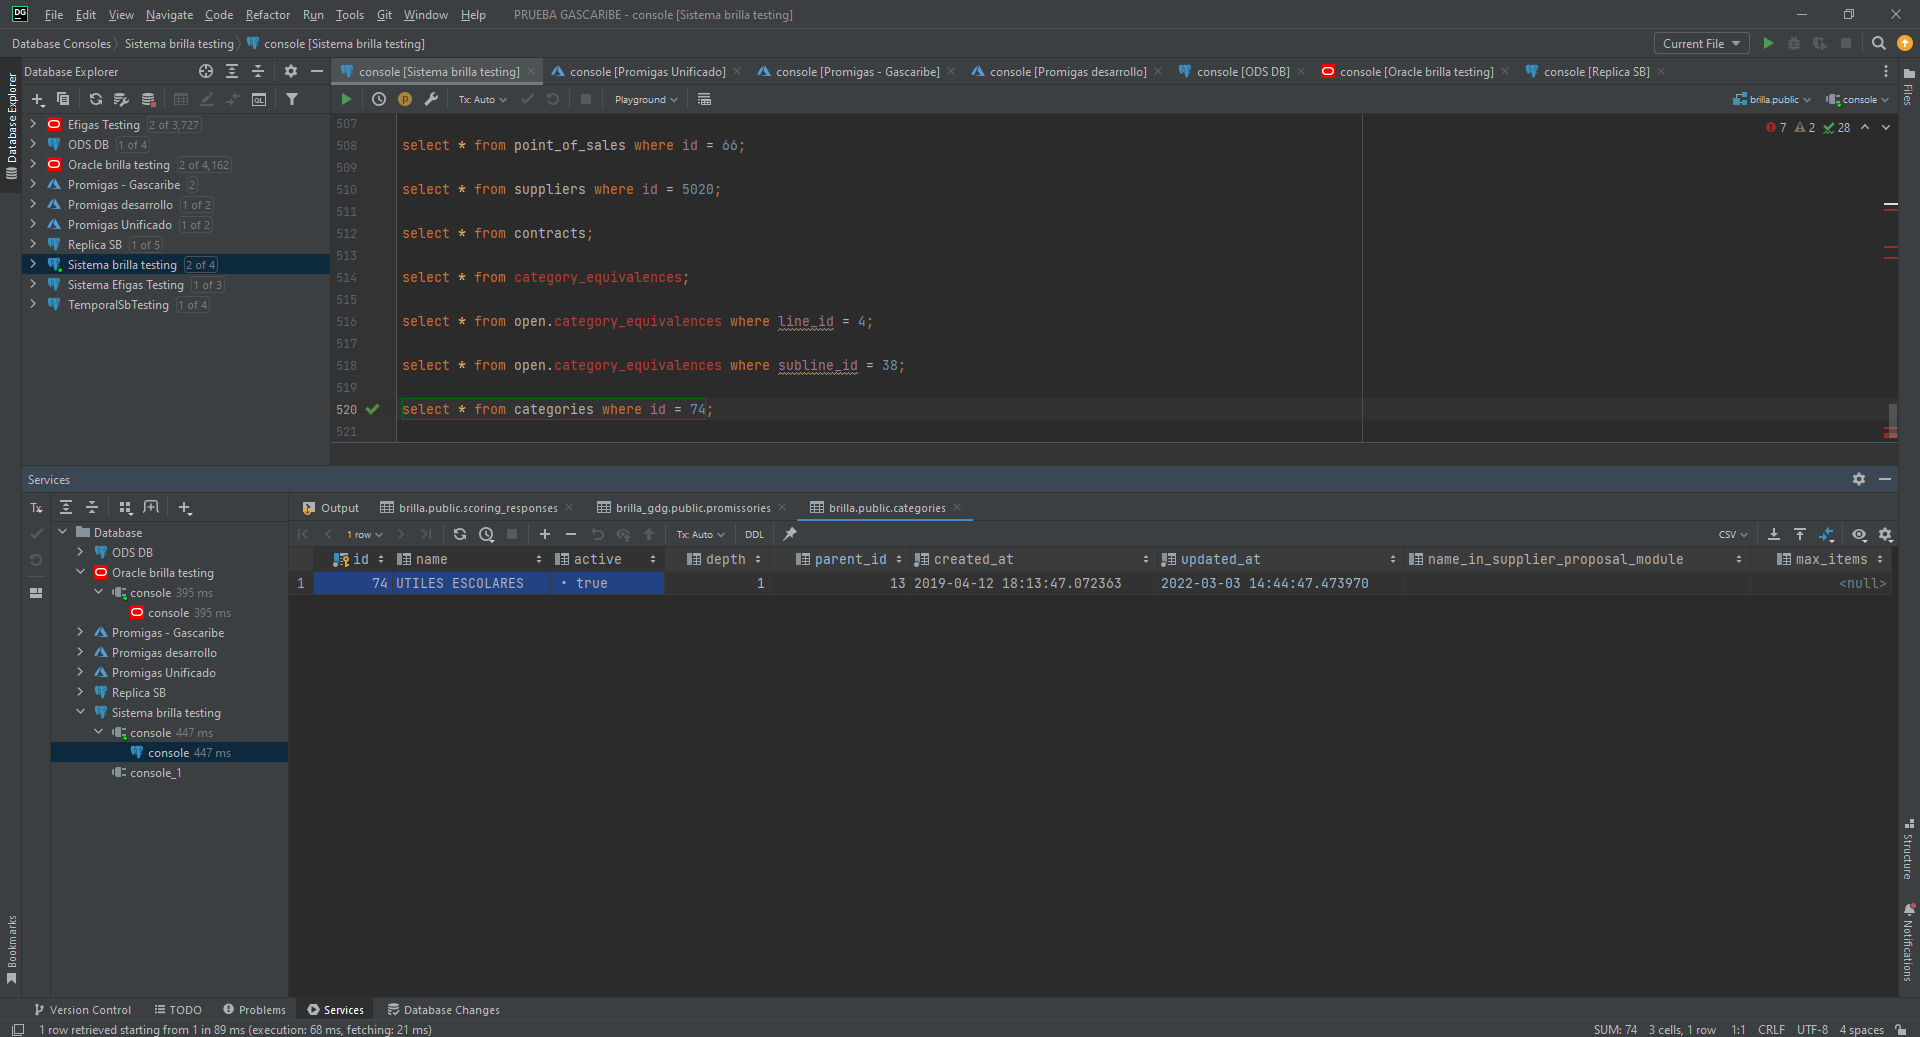 DG File Edit View Navigate Code Refactor Run Tools Git Window Help PRUEBA GASCARIBE - console [Sistema brilla testing]
Database Consoles Sistema brilla testing console [Sistema brilla testing] Current File
Database Explorer
console [Sistema brilla testing] console [Promigas Unificado] console [Promigas - Gascaribe] console [Promigas desarrollo] console [ODS DB] console [Oracle brilla testing] console [Replica SB]
Tx: Auto Playground brilla.public console
Database Explorer
Files
Efigas Testing 2 of 3,727
ODS DB 1 of 4
Oracle brilla testing 2 of 4,162
Promigas - Gascaribe 2
Promigas desarrollo 1 of 2
Promigas Unificado 1 of 2
Replica SB 1 of 5
Sistema brilla testing 2 of 4
Sistema Efigas Testing 1 of 3
TemporalSbTesting 1 of 4
7 2 28
507
508 select * from point_of_sales where id = 66;
509
510 select * from suppliers where id = 5020;
511
512 select * from contracts;
513
514 select * from category_equivalences;
515
516 select * from open.category_equivalences where line_id = 4;
517
518 select * from open.category_equivalences where subline_id = 38;
519
520 select * from categories where id = 74;
521
Services
Tx
Database
ODS DB
Oracle brilla testing
console 395 ms
console 395 ms
Promigas - Gascaribe
Promigas desarrollo
Promigas Unificado
Replica SB
Sistema brilla testing
console 447 ms
console 447 ms
console_1
Output brilla.public.scoring_responses brilla_gdg.public.promissories brilla.public.categories
1 row Tx: Auto DDL CSV
id name active depth parent_id created_at updated_at name_in_supplier_proposal_module max_items
1 74 UTILES ESCOLARES true 1 13 2019-04-12 18:13:47.072363 2022-03-03 14:44:47.473970 <null>
Structure
Notifications
Bookmarks
Version Control TODO Problems Services Database Changes
1 row retrieved starting from 1 in 89 ms (execution: 68 ms, fetching: 21 ms) SUM: 74 3 cells, 1 row 1:1 CRLF UTF-8 4 spaces